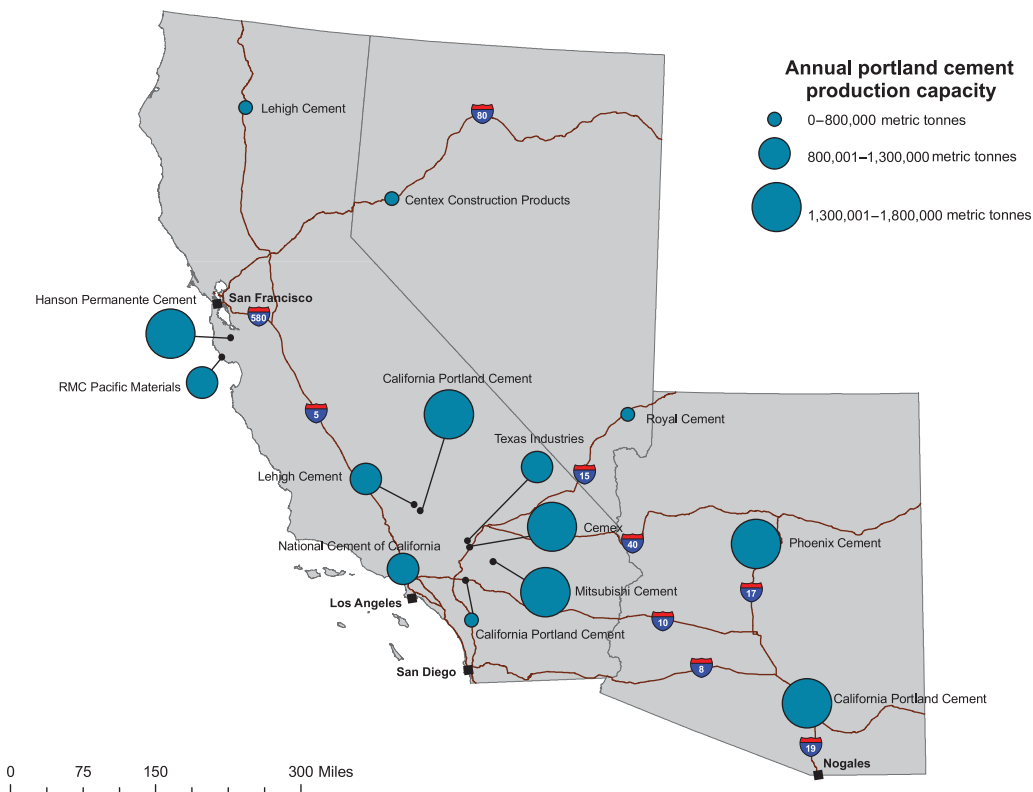 Annual portland cement
production capacity
0–800,000 metric tonnes
800,001–1,300,000 metric tonnes
1,300,001–1,800,000 metric tonnes
Lehigh Cement
80
Centex Construction Products
Hanson Permanente Cement
San Francisco
580
RMC Pacific Materials
California Portland Cement
5
Royal Cement
Texas Industries
15
Lehigh Cement
Cemex
40
Phoenix Cement
National Cement of California
Mitsubishi Cement
17
Los Angeles
10
California Portland Cement
San Diego
8
California Portland Cement
19
Nogales
0 75 150 300 Miles